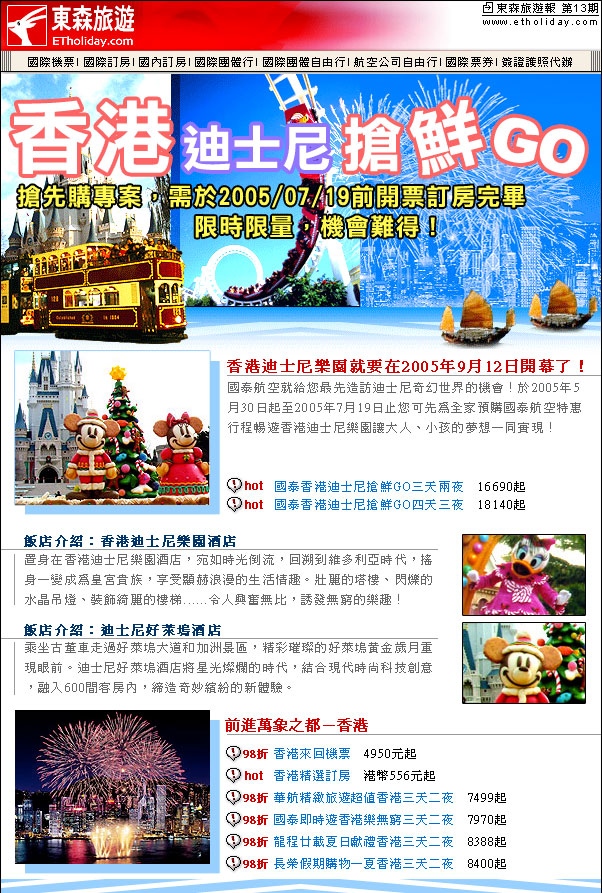 東森旅遊
ETholiday.com
東森旅遊報 第13期
www.etholiday.com
國際機票| 國際訂房| 國內訂房| 國際團體行| 國際團體自由行| 航空公司自由行| 國際票券| 簽證護照代辦
香港迪士尼搶鮮GO
搶先購專案，需於2005/07/19前開票訂房完畢
限時限量，機會難得！
香港迪士尼樂園就要在2005年9月12日開幕了！
國泰航空就給您最先造訪迪士尼奇幻世界的機會！於2005年5
月30日起至2005年7月19日止您可先為全家預購國泰航空特惠
行程暢遊香港迪士尼樂園讓大人、小孩的夢想一同實現！
hot 國泰香港迪士尼搶鮮GO三天兩夜 16690起
hot 國泰香港迪士尼搶鮮GO四天三夜 18140起
飯店介紹：香港迪士尼樂園酒店
置身在香港迪士尼樂園酒店，宛如時光倒流，回溯到維多利亞時代，搖
身一變成為皇宮貴族，享受顯赫浪漫的生活情趣。壯麗的塔樓、閃爍的
水晶吊燈、裝飾綺麗的樓梯……令人興奮無比，誘發無窮的樂趣！
飯店介紹：迪士尼好萊塢酒店
乘坐古董車走過好萊塢大道和加洲景區，精彩璀璨的好萊塢黃金歲月重
現眼前。迪士尼好萊塢酒店將星光燦爛的時代，結合現代時尚科技創意
，融入600間客房內，締造奇妙繽紛的新體驗。
前進萬象之都－香港
98折 香港來回機票 4950元起
hot 香港精選訂房 港幣556元起
98折 華航精緻旅遊超值香港三天二夜 7499起
98折 國泰即時遊香港樂無窮三天二夜 7970起
98折 龍程廿載夏日獻禮香港三天二夜 8388起
98折 長榮假期購物一夏香港三天二夜 8400起